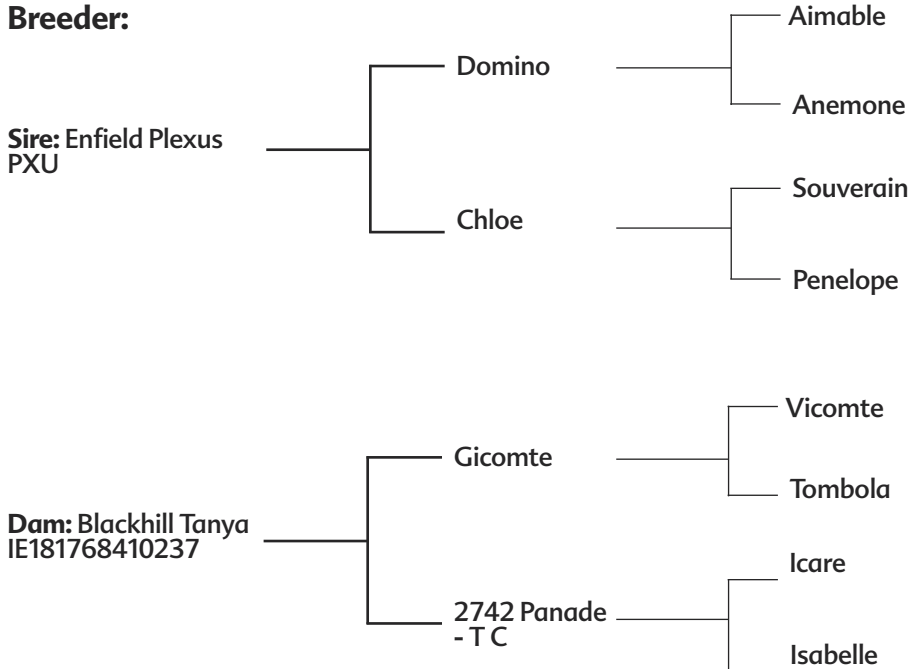 Breeder:
Aimable
Domino
Anemone
Sire: Enfield Plexus
PXU
Souverain
Chloe
Penelope
Vicomte
Gicomte
Tombola
Dam: Blackhill Tanya
IE181768410237
Icare
2742 Panade
- T C
Isabelle